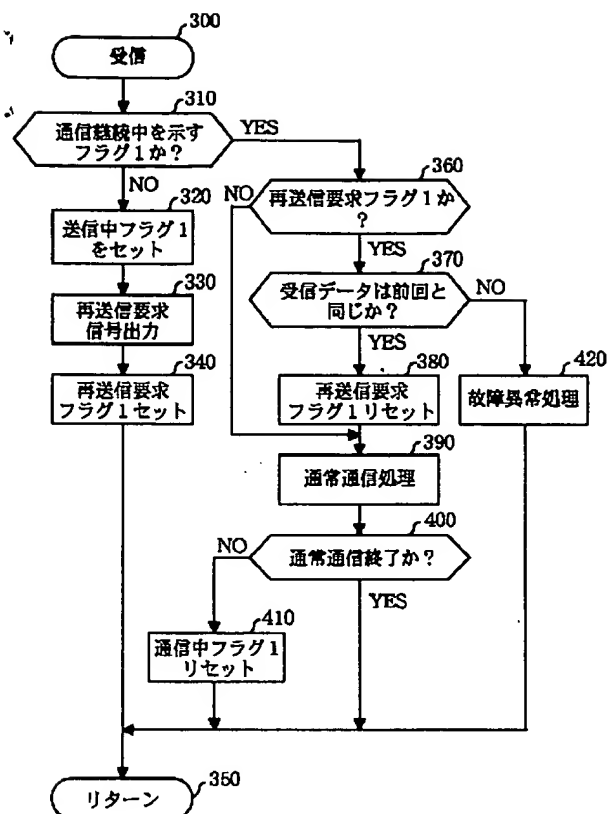 300
受信
310
通信継続中を示す
フラグ1か?
YES
NO
320
送信中フラグ1
をセット
330
再送信要求
信号出力
340
再送信要求
フラグ1セット
360
NO
再送信要求フラグ1か
?
YES
370
受信データは前回と
同じか?
NO
YES
380
再送信要求
フラグ1リセット
420
故障異常処理
390
通常通信処理
400
NO
通常通信終了か?
YES
410
通信中フラグ1
リセット
350
リターン